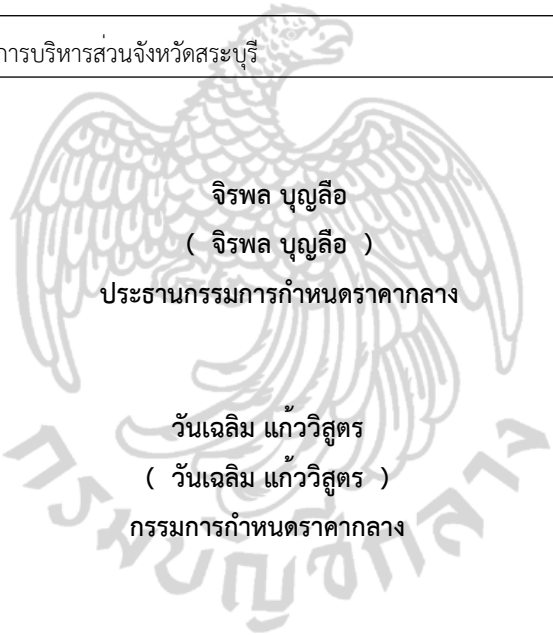 การบริหารส่วนจังหวัดสระบุรี
จิรพล บุญลือ
( จิรพล บุญลือ )
ประธานกรรมการกำหนดราคากลาง
วันเฉลิม แก้ววิสูตร
( วันเฉลิม แก้ววิสูตร )
กรรมการกำหนดราคากลาง
กรมบัญชีกลาง